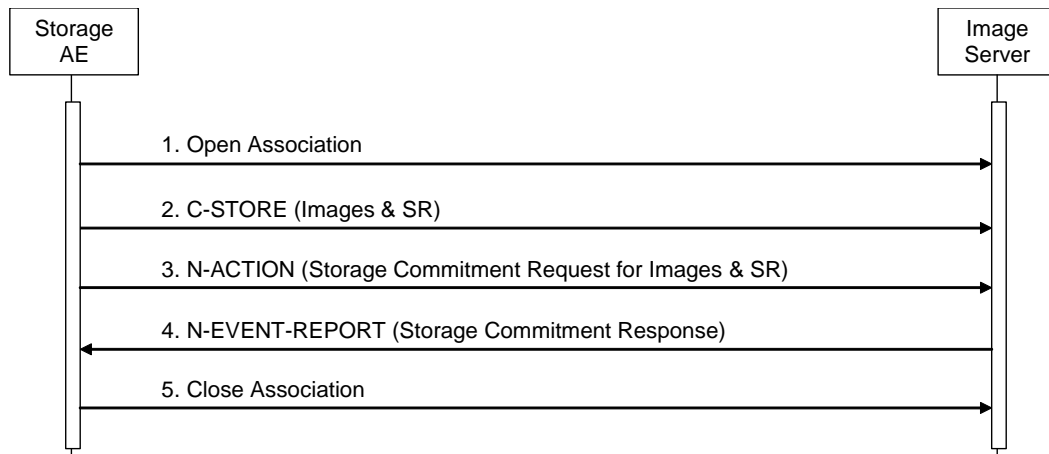 Storage
AE
Image
Server
1. Open Association
2. C-STORE (Images & SR)
3. N-ACTION (Storage Commitment Request for Images & SR)
4. N-EVENT-REPORT (Storage Commitment Response)
5. Close Association